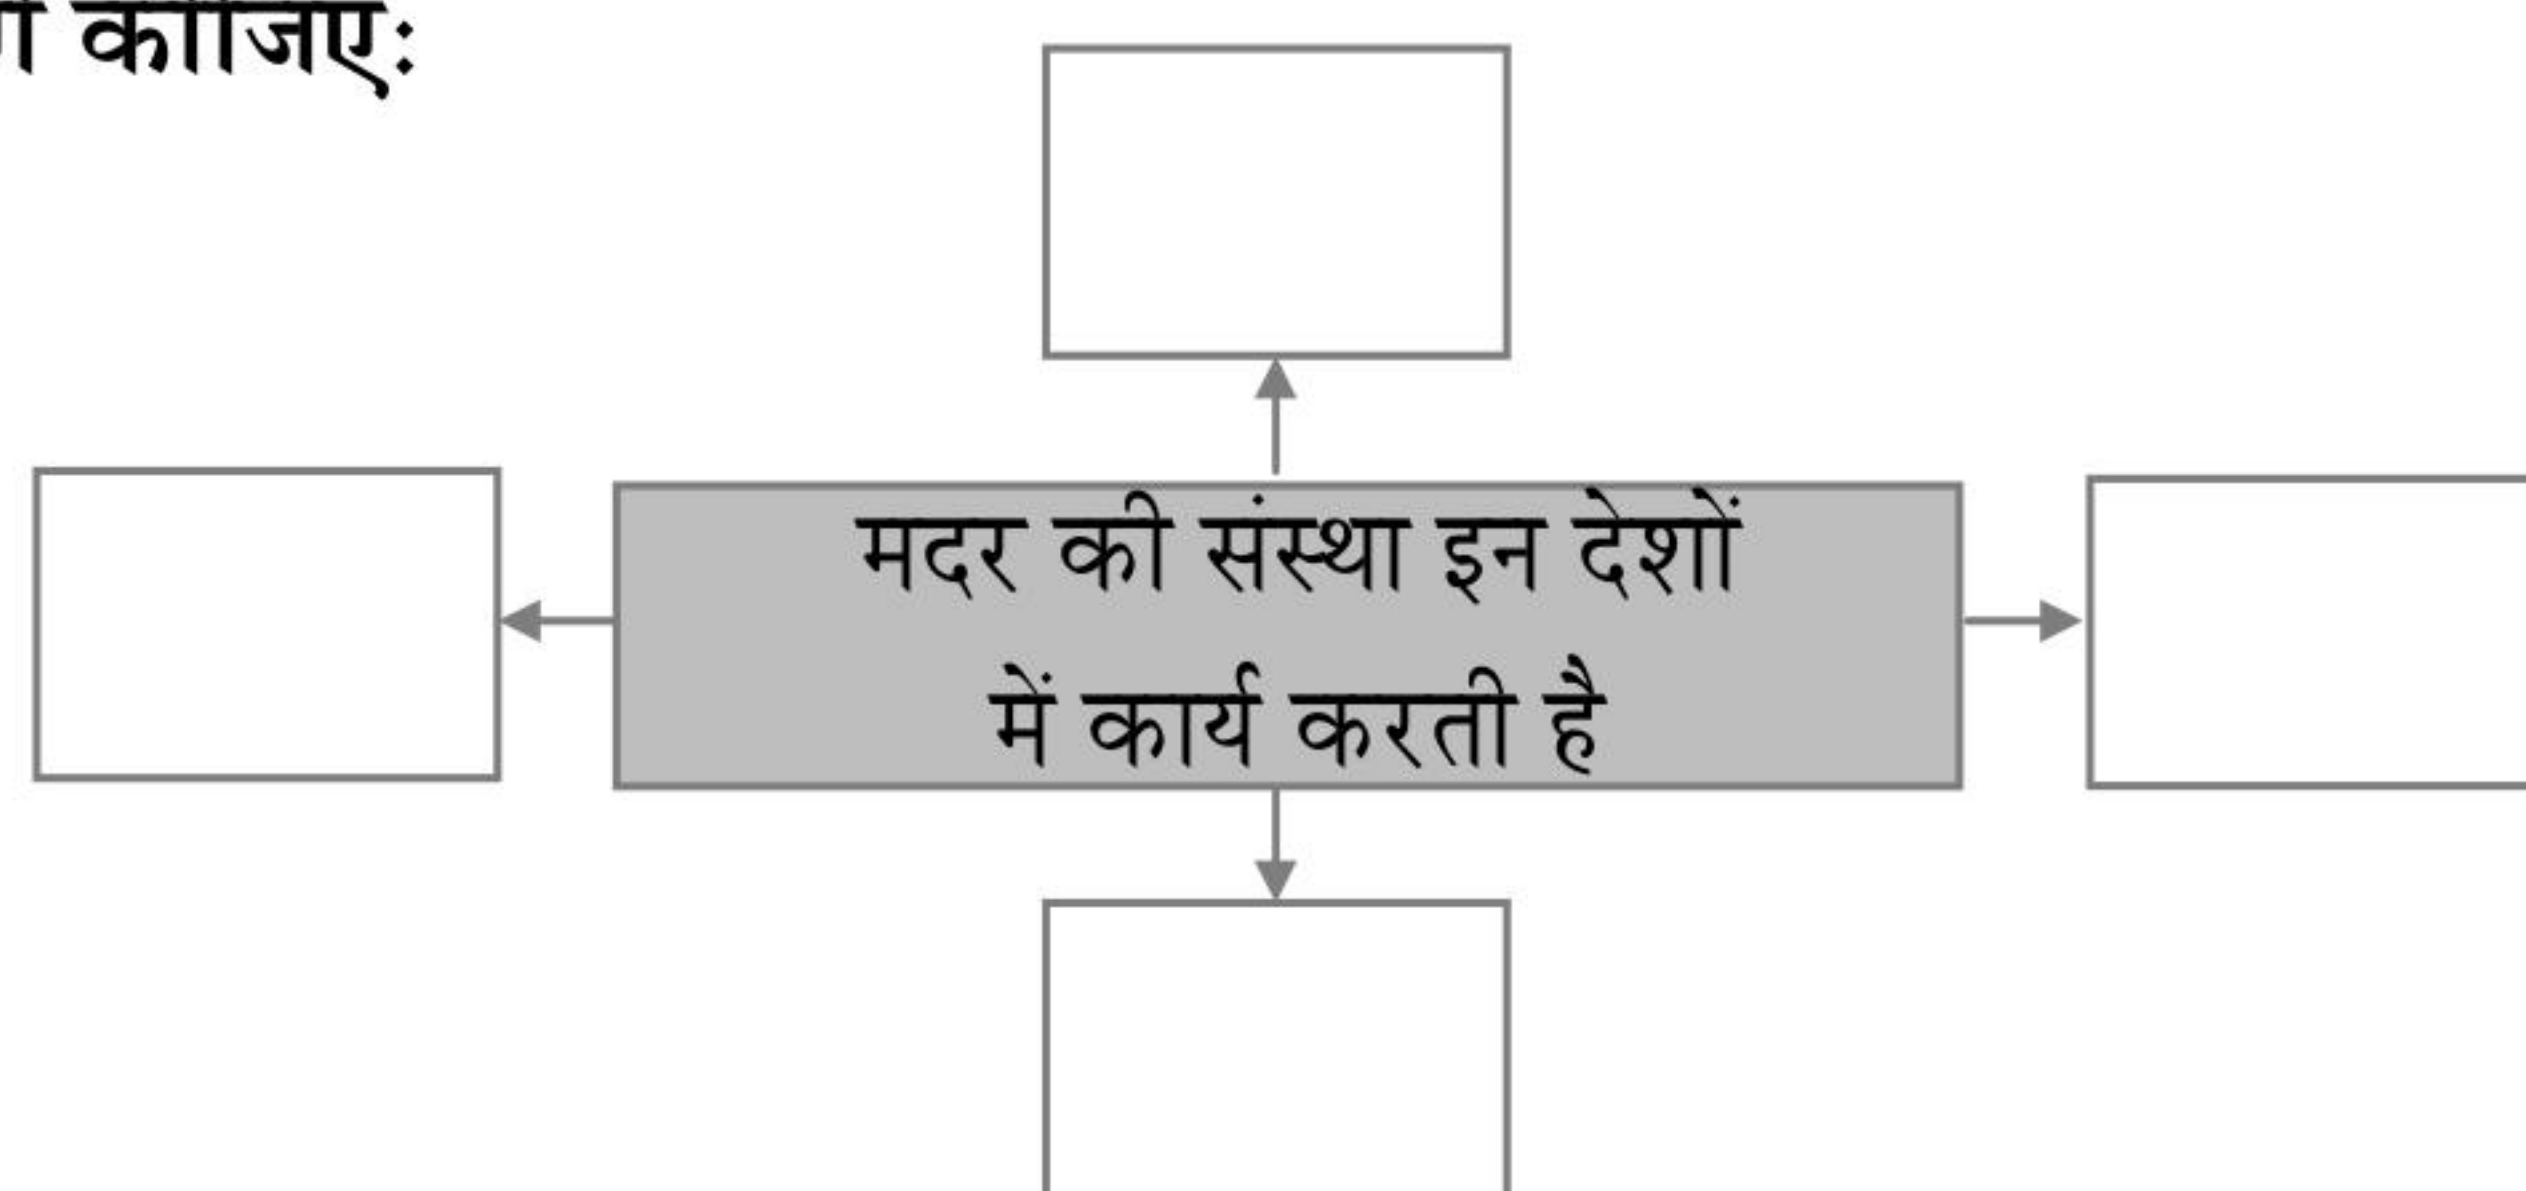 कीजिए:
मदर की संस्था इन देशों
में कार्य करती है